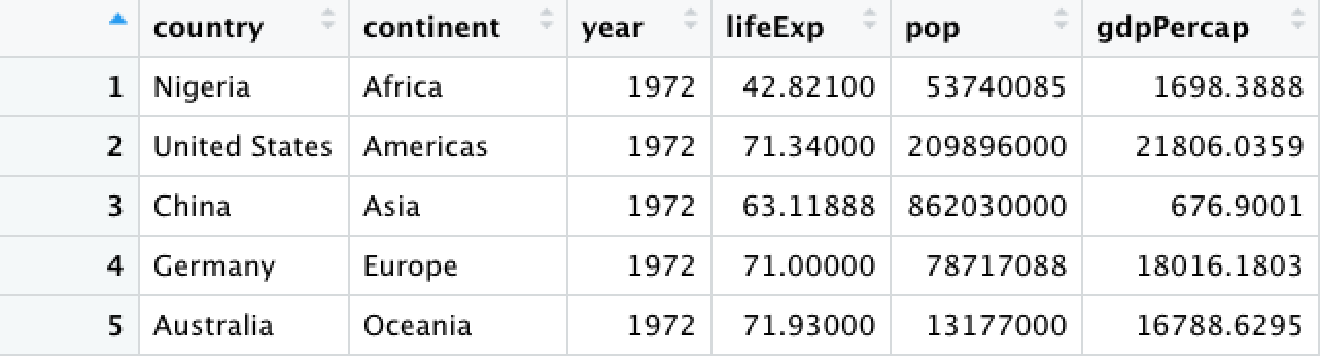 country continent year lifeExp pop gdpPercap
1 Nigeria Africa 1972 42.82100 53740085 1698.3888
2 United States Americas 1972 71.34000 209896000 21806.0359
3 China Asia 1972 63.11888 862030000 676.9001
4 Germany Europe 1972 71.00000 78717088 18016.1803
5 Australia Oceania 1972 71.93000 13177000 16788.6295